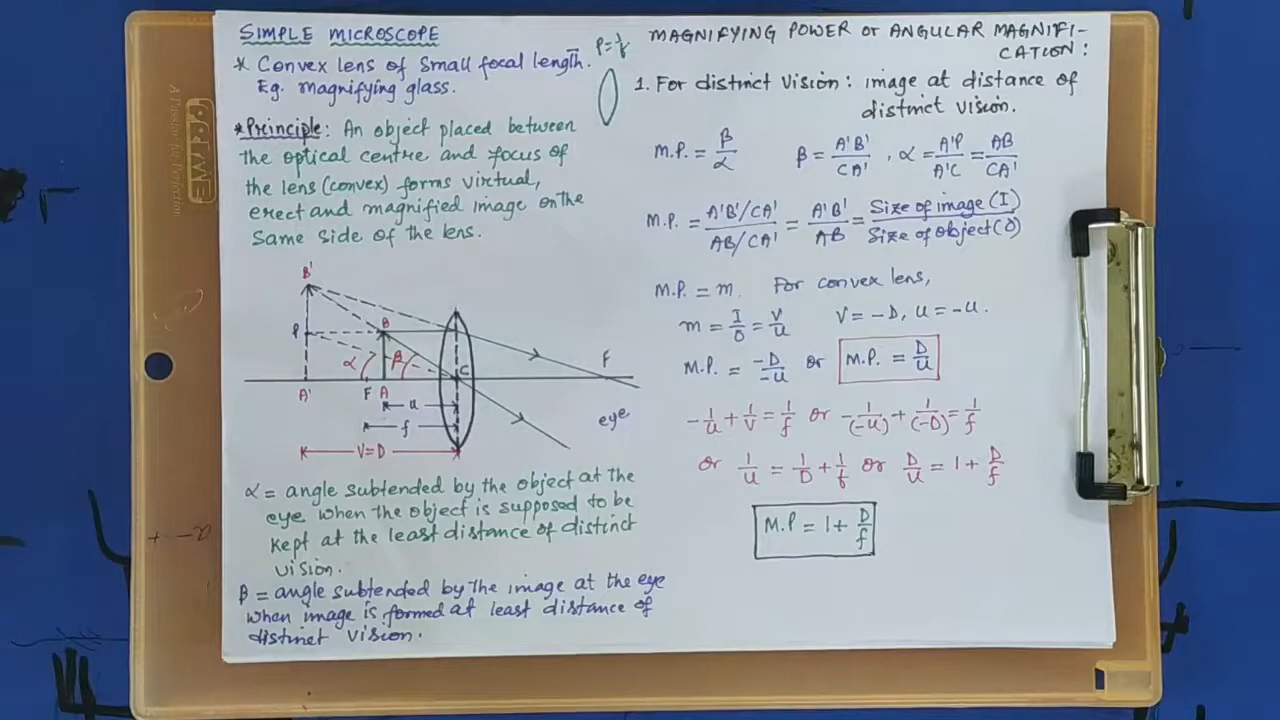 SIMPLE MICROSCOPE
* Convex lens of small focal length.
Eg. magnifying glass.
P = 1/f
*Principle: An object placed between
the optical centre and focus of
the lens (convex) forms virtual,
erect and magnified image on the
Same side of the lens.
B'
P B
α β C F
A' F A
u
f
V=D
eye
α = angle subtended by the object at the
eye when the object is supposed to be
kept at the least distance of distinct
vision.
β = angle subtended by the image at the eye
when image is formed at least distance of
distinct vision.
MAGNIFYING POWER or ANGULAR MAGNIFI-
CATION:
1. For distinct vision: image at distance of
distinct vision.
M.P. = β/α β = A'B'/CA' , α = A'P/A'C = AB/CA'
M.P. = (A'B'/CA')/(AB/CA') = A'B'/AB = Size of image (I)/Size of object (O)
M.P. = m. For convex lens,
m = I/O = V/u V = -D, u = -u.
M.P. = -D/-u or M.P. = D/u
-1/u + 1/V = 1/f or -1/(-u) + 1/(-D) = 1/f
or 1/u = 1/D + 1/f or D/u = 1 + D/f
M.P = 1 + D/f